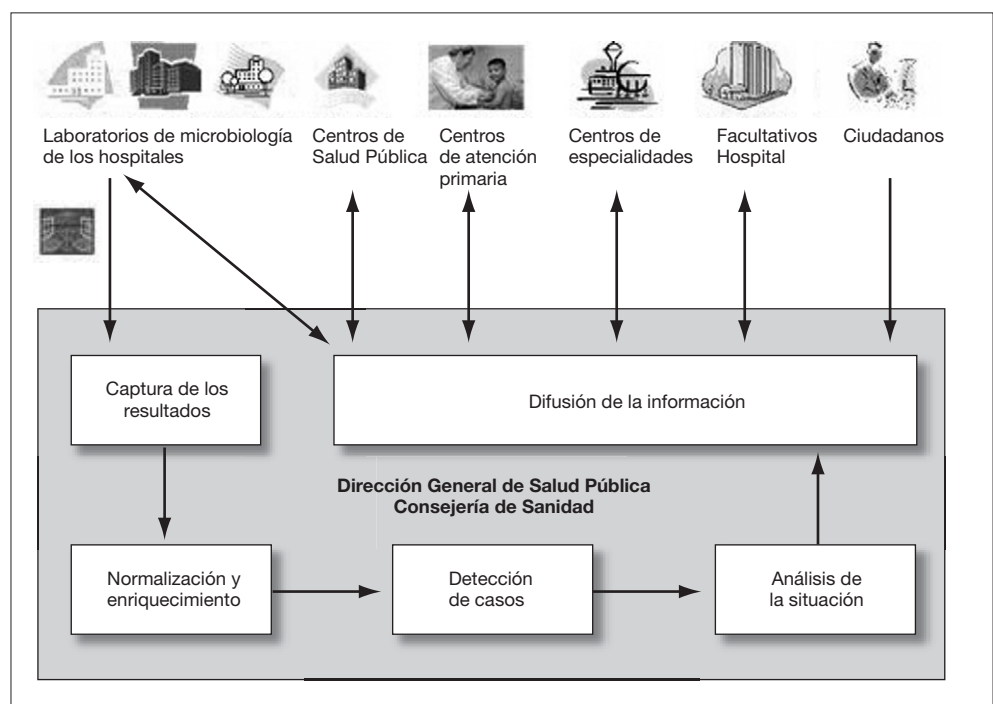 Laboratorios de microbiología
de los hospitales
Centros de
Salud Pública
Centros
de atención
primaria
Centros de
especialidades
Facultativos
Hospital
Ciudadanos
Captura de los
resultados
Difusión de la información
Dirección General de Salud Pública
Consejería de Sanidad
Normalización y
enriquecimiento
Detección
de casos
Análisis de
la situación